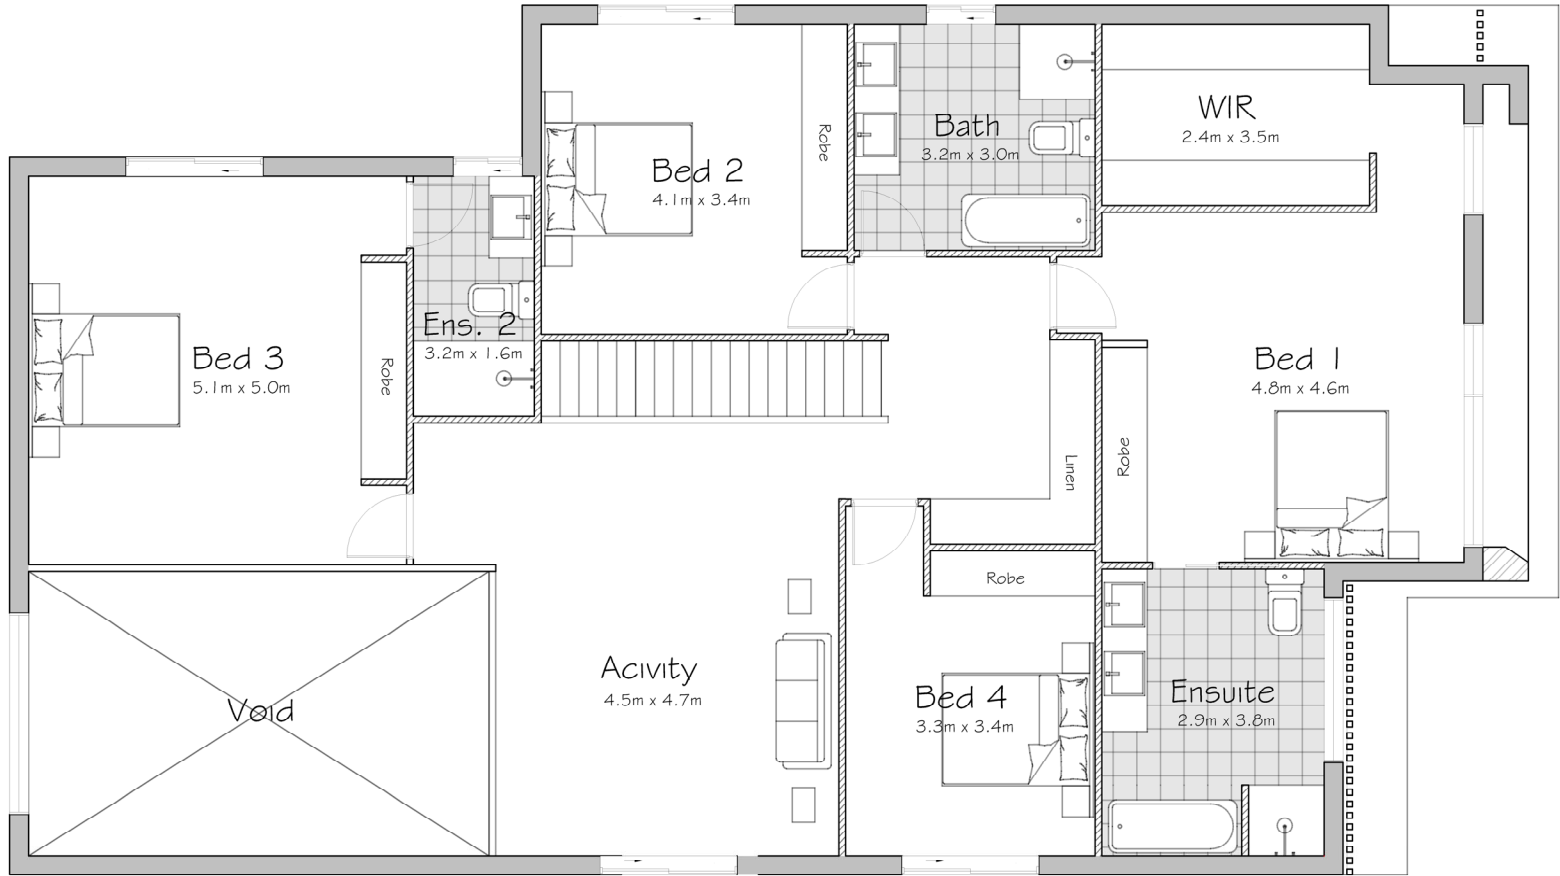 WIR
2.4m x 3.5m
Bath
3.2m x 3.0m
Robe
Bed 2
4.1m x 3.4m
Ens. 2
3.2m x 1.6m
Bed 3
5.1m x 5.0m
Robe
Bed 1
4.8m x 4.6m
Robe
Linen
Robe
Acivity
4.5m x 4.7m
Bed 4
3.3m x 3.4m
Ensuite
2.9m x 3.8m
Void